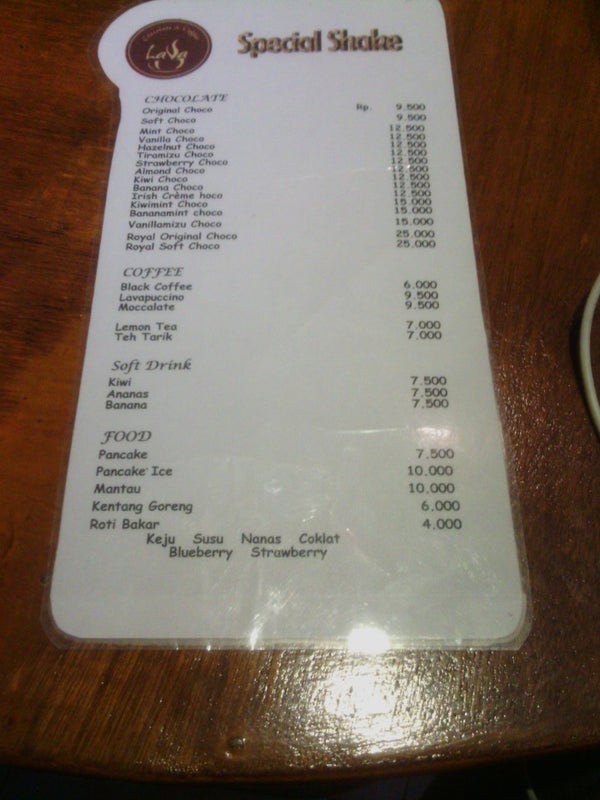 Lava
Special Shake
CHOCOLATE
Original Choco Rp. 9.500
Soft Choco 9.500
Mint Choco 12.500
Vanilla Choco 12.500
Hazelnut Choco 12.500
Tiramizu Choco 12.500
Strawberry Choco 12.500
Almond Choco 12.500
Kiwi Choco 12.500
Banana Choco 12.500
Irish Crème hoco 12.500
Kiwimint Choco 15.000
Bananamint choco 15.000
Vanillamizu Choco 15.000
Royal Original Choco 25.000
Royal Soft Choco 25.000
COFFEE
Black Coffee 6.000
Lavapuccino 9.500
Moccalate 9.500
Lemon Tea 7.000
Teh Tarik 7.000
Soft Drink
Kiwi 7.500
Ananas 7.500
Banana 7.500
FOOD
Pancake 7.500
Pancake Ice 10.000
Mantau 10.000
Kentang Goreng 6.000
Roti Bakar 4.000
Keju Susu Nanas Coklat
Blueberry Strawberry